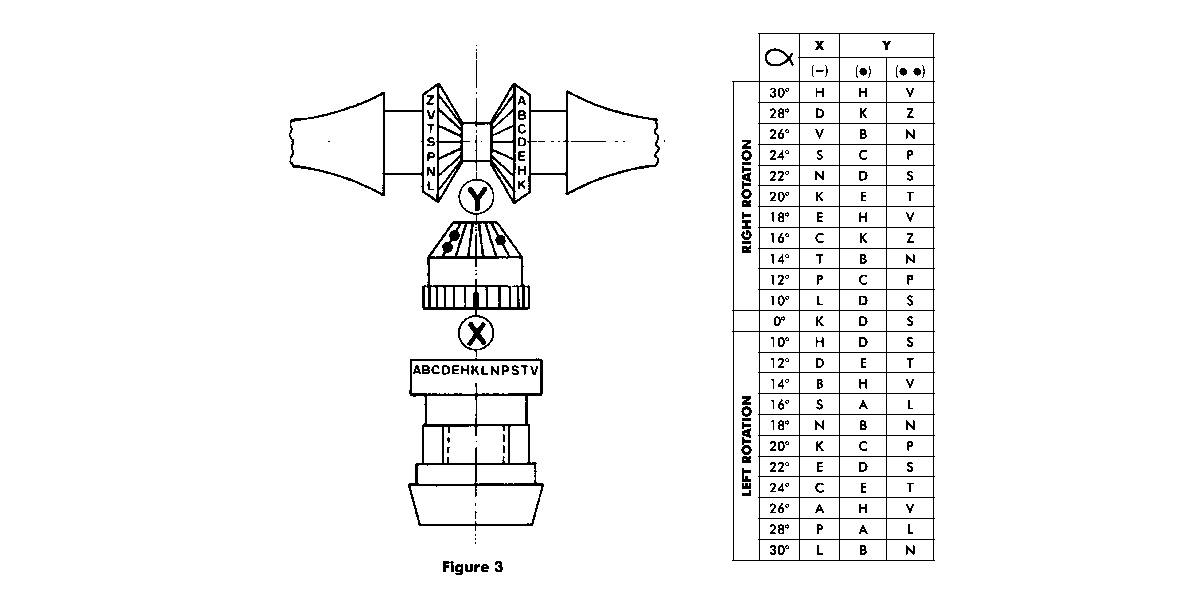 Z
V
T
S
P
N
L
A
B
C
D
E
H
K
Y
X
ABCDEHKLNPSTV
Figure 3
X Y
(–) (●) (● ●)
RIGHT ROTATION
30° H H V
28° D K Z
26° V B N
24° S C P
22° N D S
20° K E T
18° E H V
16° C K Z
14° T B N
12° P C P
10° L D S
0° K D S
LEFT ROTATION
10° H D S
12° D E T
14° B H V
16° S A L
18° N B N
20° K C P
22° E D S
24° C E T
26° A H V
28° P A L
30° L B N